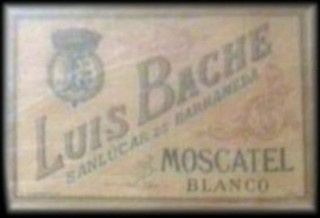 LUIS BACHE
SANLUCAR DE BARRAMEDA
MOSCATEL
BLANCO